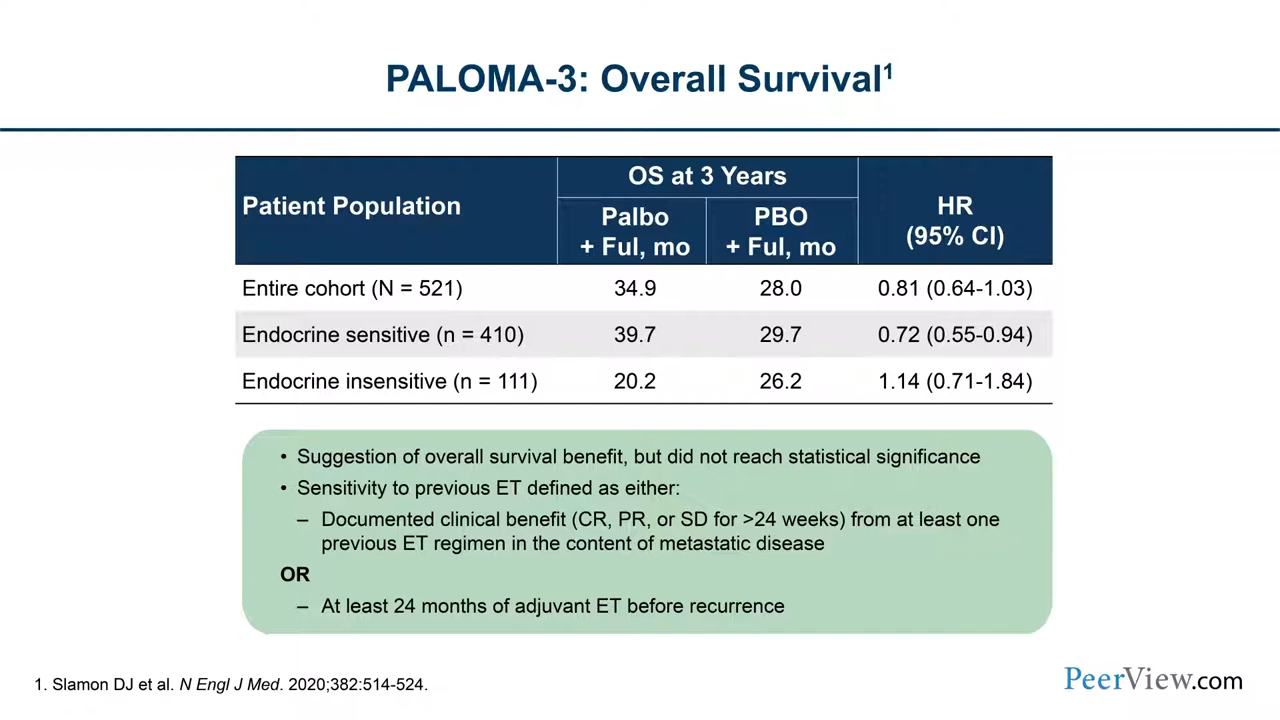 PALOMA-3: Overall Survival¹
Patient Population
OS at 3 Years
HR
(95% CI)
Palbo
+ Ful, mo
PBO
+ Ful, mo
Entire cohort (N = 521) 34.9 28.0 0.81 (0.64-1.03)
Endocrine sensitive (n = 410) 39.7 29.7 0.72 (0.55-0.94)
Endocrine insensitive (n = 111) 20.2 26.2 1.14 (0.71-1.84)
• Suggestion of overall survival benefit, but did not reach statistical significance
• Sensitivity to previous ET defined as either:
– Documented clinical benefit (CR, PR, or SD for >24 weeks) from at least one
previous ET regimen in the content of metastatic disease
OR
– At least 24 months of adjuvant ET before recurrence
1. Slamon DJ et al. N Engl J Med. 2020;382:514-524.
PeerView.com